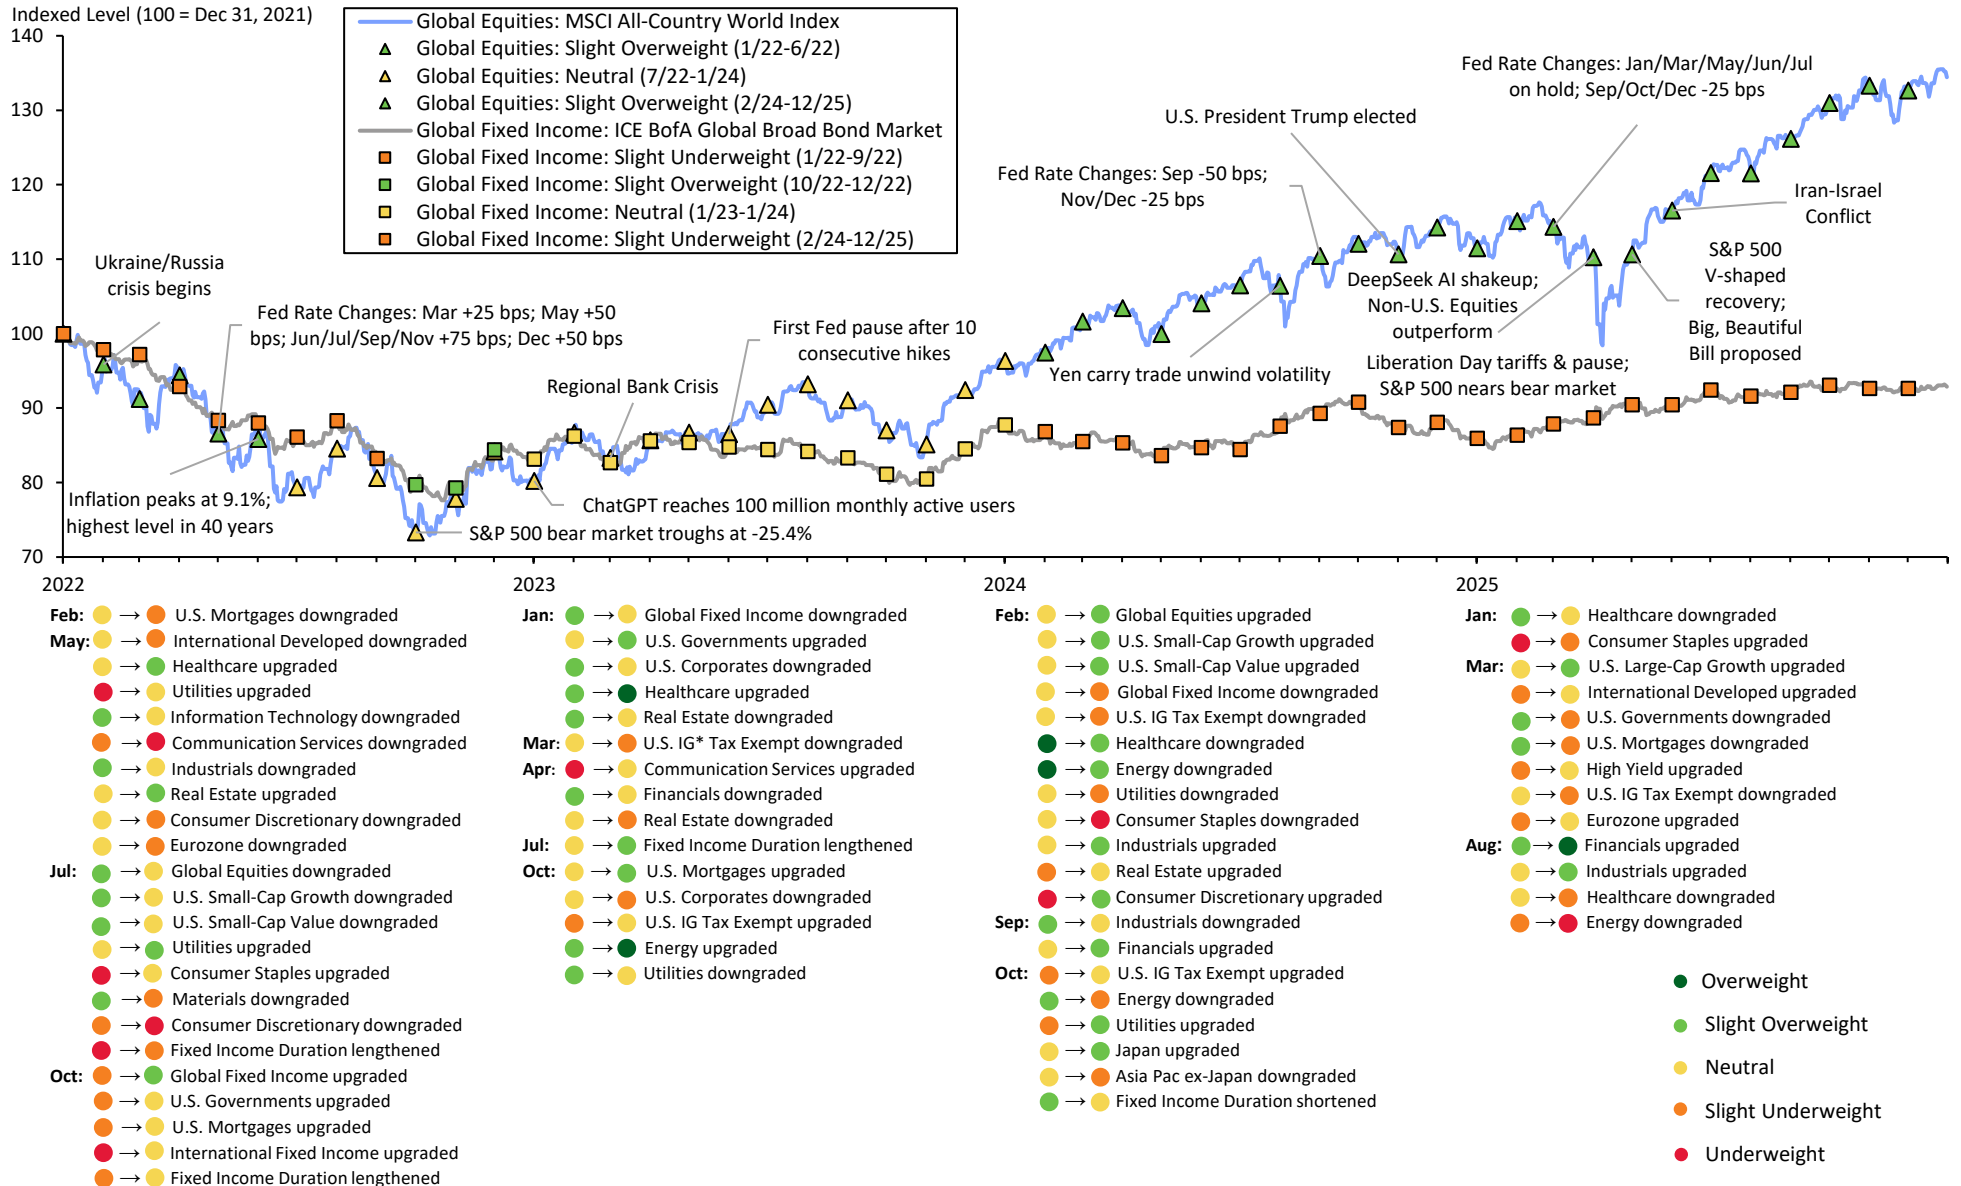 Indexed Level (100 = Dec 31, 2021)
140
130
120
110
100
90
80
70
Global Equities: MSCI All-Country World Index
Global Equities: Slight Overweight (1/22-6/22)
Global Equities: Neutral (7/22-1/24)
Global Equities: Slight Overweight (2/24-12/25)
Global Fixed Income: ICE BofA Global Broad Bond Market
Global Fixed Income: Slight Underweight (1/22-9/22)
Global Fixed Income: Slight Overweight (10/22-12/22)
Global Fixed Income: Neutral (1/23-1/24)
Global Fixed Income: Slight Underweight (2/24-12/25)
Ukraine/Russia
crisis begins
Fed Rate Changes: Mar +25 bps; May +50
bps; Jun/Jul/Sep/Nov +75 bps; Dec +50 bps
Inflation peaks at 9.1%;
highest level in 40 years
Regional Bank Crisis
First Fed pause after 10
consecutive hikes
ChatGPT reaches 100 million monthly active users
S&P 500 bear market troughs at -25.4%
Fed Rate Changes: Sep -50 bps;
Nov/Dec -25 bps
U.S. President Trump elected
Yen carry trade unwind volatility
Fed Rate Changes: Jan/Mar/May/Jun/Jul
on hold; Sep/Oct/Dec -25 bps
DeepSeek AI shakeup;
Non-U.S. Equities
outperform
Liberation Day tariffs & pause;
S&P 500 nears bear market
Iran-Israel
Conflict
S&P 500
V-shaped
recovery;
Big, Beautiful
Bill proposed
2022
2023
2024
2025
Feb: → U.S. Mortgages downgraded
May: → International Developed downgraded
→ Healthcare upgraded
→ Utilities upgraded
→ Information Technology downgraded
→ Communication Services downgraded
→ Industrials downgraded
→ Real Estate upgraded
→ Consumer Discretionary downgraded
→ Eurozone downgraded
Jul: → Global Equities downgraded
→ U.S. Small-Cap Growth downgraded
→ U.S. Small-Cap Value downgraded
→ Utilities upgraded
→ Consumer Staples upgraded
→ Materials downgraded
→ Consumer Discretionary downgraded
→ Fixed Income Duration lengthened
Oct: → Global Fixed Income upgraded
→ U.S. Governments upgraded
→ U.S. Mortgages upgraded
→ International Fixed Income upgraded
→ Fixed Income Duration lengthened
Jan: → Global Fixed Income downgraded
→ U.S. Governments upgraded
→ U.S. Corporates downgraded
→ Healthcare upgraded
→ Real Estate downgraded
Mar: → U.S. IG* Tax Exempt downgraded
Apr: → Communication Services upgraded
→ Financials downgraded
→ Real Estate downgraded
Jul: → Fixed Income Duration lengthened
Oct: → U.S. Mortgages upgraded
→ U.S. Corporates downgraded
→ U.S. IG Tax Exempt upgraded
→ Energy upgraded
→ Utilities downgraded
Feb: → Global Equities upgraded
→ U.S. Small-Cap Growth upgraded
→ U.S. Small-Cap Value upgraded
→ Global Fixed Income downgraded
→ U.S. IG Tax Exempt downgraded
→ Healthcare downgraded
→ Energy downgraded
→ Utilities downgraded
→ Consumer Staples downgraded
→ Industrials upgraded
→ Real Estate upgraded
→ Consumer Discretionary upgraded
Sep: → Industrials downgraded
→ Financials upgraded
Oct: → U.S. IG Tax Exempt upgraded
→ Energy downgraded
→ Utilities upgraded
→ Japan upgraded
→ Asia Pac ex-Japan downgraded
→ Fixed Income Duration shortened
Jan: → Healthcare downgraded
→ Consumer Staples upgraded
Mar: → U.S. Large-Cap Growth upgraded
→ International Developed upgraded
→ U.S. Governments downgraded
→ U.S. Mortgages downgraded
→ High Yield upgraded
→ U.S. IG Tax Exempt downgraded
→ Eurozone upgraded
Aug: → Financials upgraded
→ Industrials upgraded
→ Healthcare downgraded
→ Energy downgraded
Overweight
Slight Overweight
Neutral
Slight Underweight
Underweight